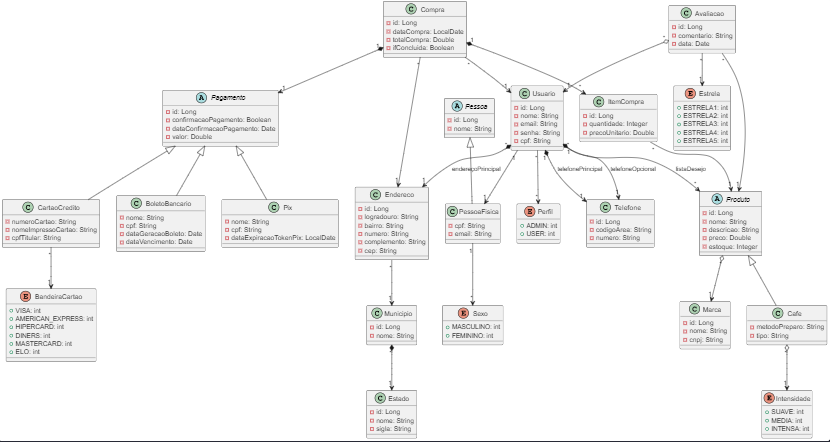 C Compra
id: Long
dataCompra: LocalDate
totalCompra: Double
ifConcluida: Boolean
C Avaliacao
id: Long
comentario: String
data: Date
A Pagamento
id: Long
confirmacaoPagamento: Boolean
dataConfirmacaoPagamento: Date
valor: Double
A Pessoa
id: Long
nome: String
C Usuario
id: Long
nome: String
email: String
senha: String
cpf: String
C ItemCompra
id: Long
quantidade: Integer
precoUnitario: Double
E Estrela
ESTRELA1: int
ESTRELA2: int
ESTRELA3: int
ESTRELA4: int
ESTRELA5: int
enderecoPrincipal
telefonePrincipal
telefoneOpcional
listaDesejo
C CartaoCredito
numeroCartao: String
nomeImpressoCartao: String
cpfTitular: String
C BoletoBancario
nome: String
cpf: String
dataGeracaoBoleto: Date
dataVencimento: Date
C Pix
nome: String
cpf: String
dataExpiracaoTokenPix: LocalDate
C Endereco
id: Long
logradouro: String
bairro: String
numero: String
complemento: String
cep: String
C PessoaFisica
cpf: String
email: String
E Perfil
ADMIN: int
USER: int
C Telefone
id: Long
codigoArea: String
numero: String
A Produto
id: Long
nome: String
descricao: String
preco: Double
estoque: Integer
E BandeiraCartao
VISA: int
AMERICAN_EXPRESS: int
HIPERCARD: int
DINERS: int
MASTERCARD: int
ELO: int
C Municipio
id: Long
nome: String
E Sexo
MASCULINO: int
FEMININO: int
C Marca
id: Long
nome: String
cnpj: String
C Cafe
metodoPreparo: String
tipo: String
C Estado
id: Long
nome: String
sigla: String
E Intensidade
SUAVE: int
MEDIA: int
INTENSA: int